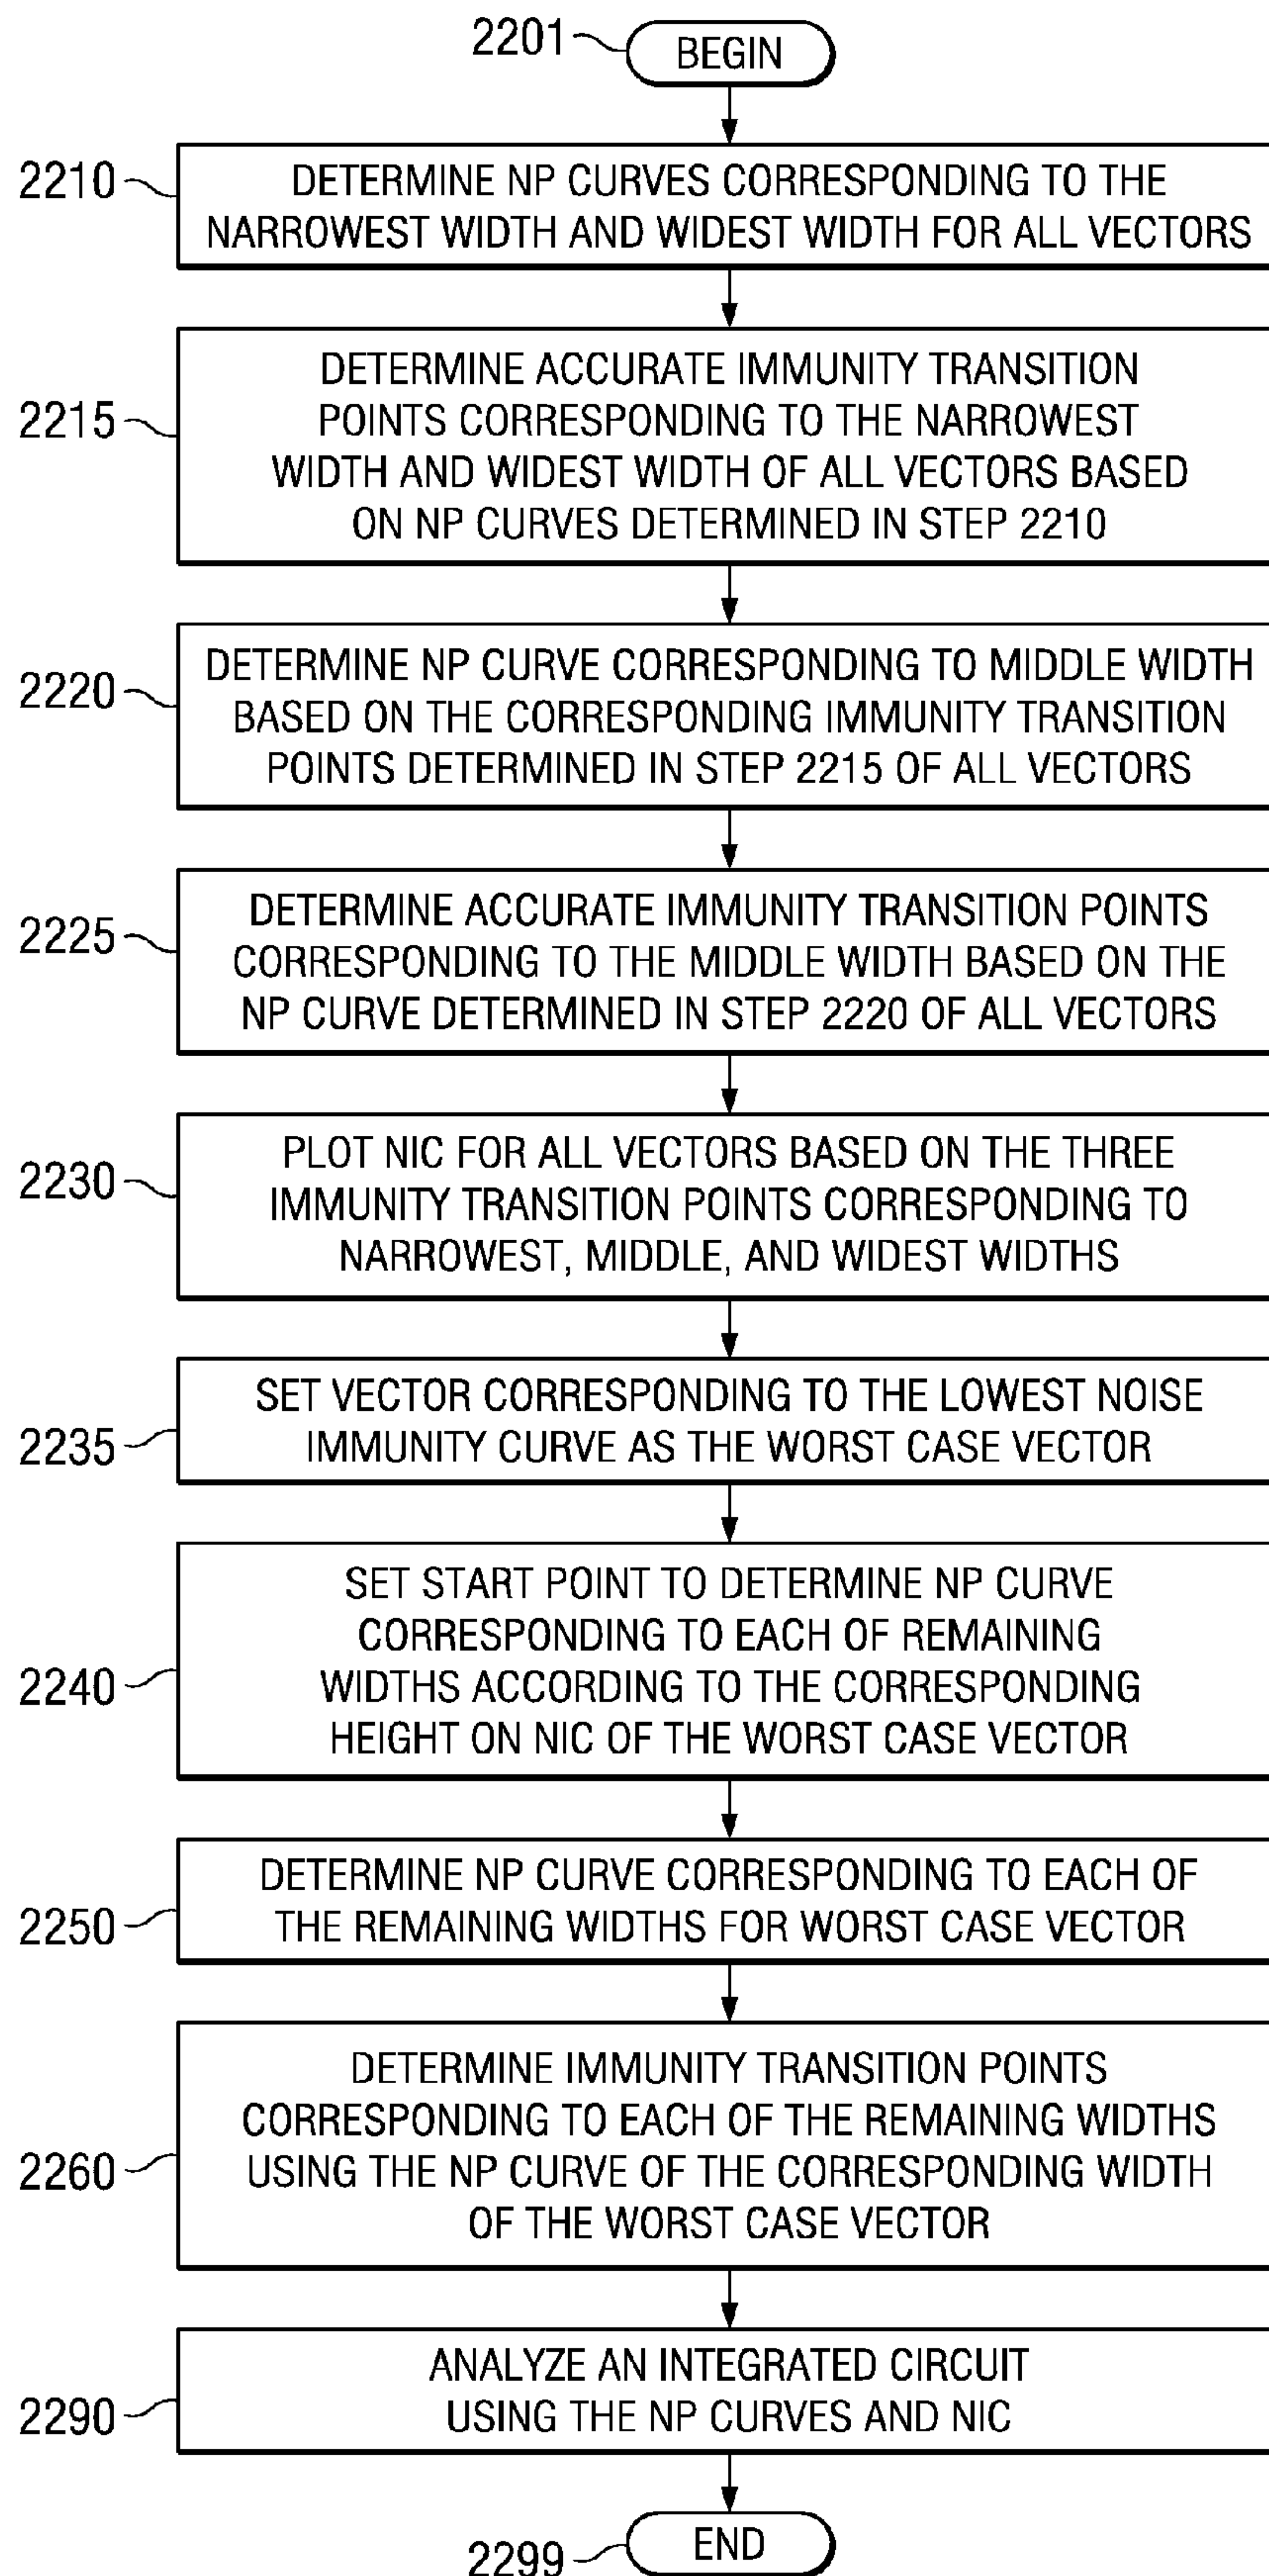 2201
BEGIN
2210
DETERMINE NP CURVES CORRESPONDING TO THE
NARROWEST WIDTH AND WIDEST WIDTH FOR ALL VECTORS
2215
DETERMINE ACCURATE IMMUNITY TRANSITION
POINTS CORRESPONDING TO THE NARROWEST
WIDTH AND WIDEST WIDTH OF ALL VECTORS BASED
ON NP CURVES DETERMINED IN STEP 2210
2220
DETERMINE NP CURVE CORRESPONDING TO MIDDLE WIDTH
BASED ON THE CORRESPONDING IMMUNITY TRANSITION
POINTS DETERMINED IN STEP 2215 OF ALL VECTORS
2225
DETERMINE ACCURATE IMMUNITY TRANSITION POINTS
CORRESPONDING TO THE MIDDLE WIDTH BASED ON THE
NP CURVE DETERMINED IN STEP 2220 OF ALL VECTORS
2230
PLOT NIC FOR ALL VECTORS BASED ON THE THREE
IMMUNITY TRANSITION POINTS CORRESPONDING TO
NARROWEST, MIDDLE, AND WIDEST WIDTHS
2235
SET VECTOR CORRESPONDING TO THE LOWEST NOISE
IMMUNITY CURVE AS THE WORST CASE VECTOR
2240
SET START POINT TO DETERMINE NP CURVE
CORRESPONDING TO EACH OF REMAINING
WIDTHS ACCORDING TO THE CORRESPONDING
HEIGHT ON NIC OF THE WORST CASE VECTOR
2250
DETERMINE NP CURVE CORRESPONDING TO EACH OF
THE REMAINING WIDTHS FOR WORST CASE VECTOR
2260
DETERMINE IMMUNITY TRANSITION POINTS
CORRESPONDING TO EACH OF THE REMAINING WIDTHS
USING THE NP CURVE OF THE CORRESPONDING WIDTH
OF THE WORST CASE VECTOR
2290
ANALYZE AN INTEGRATED CIRCUIT
USING THE NP CURVES AND NIC
2299
END